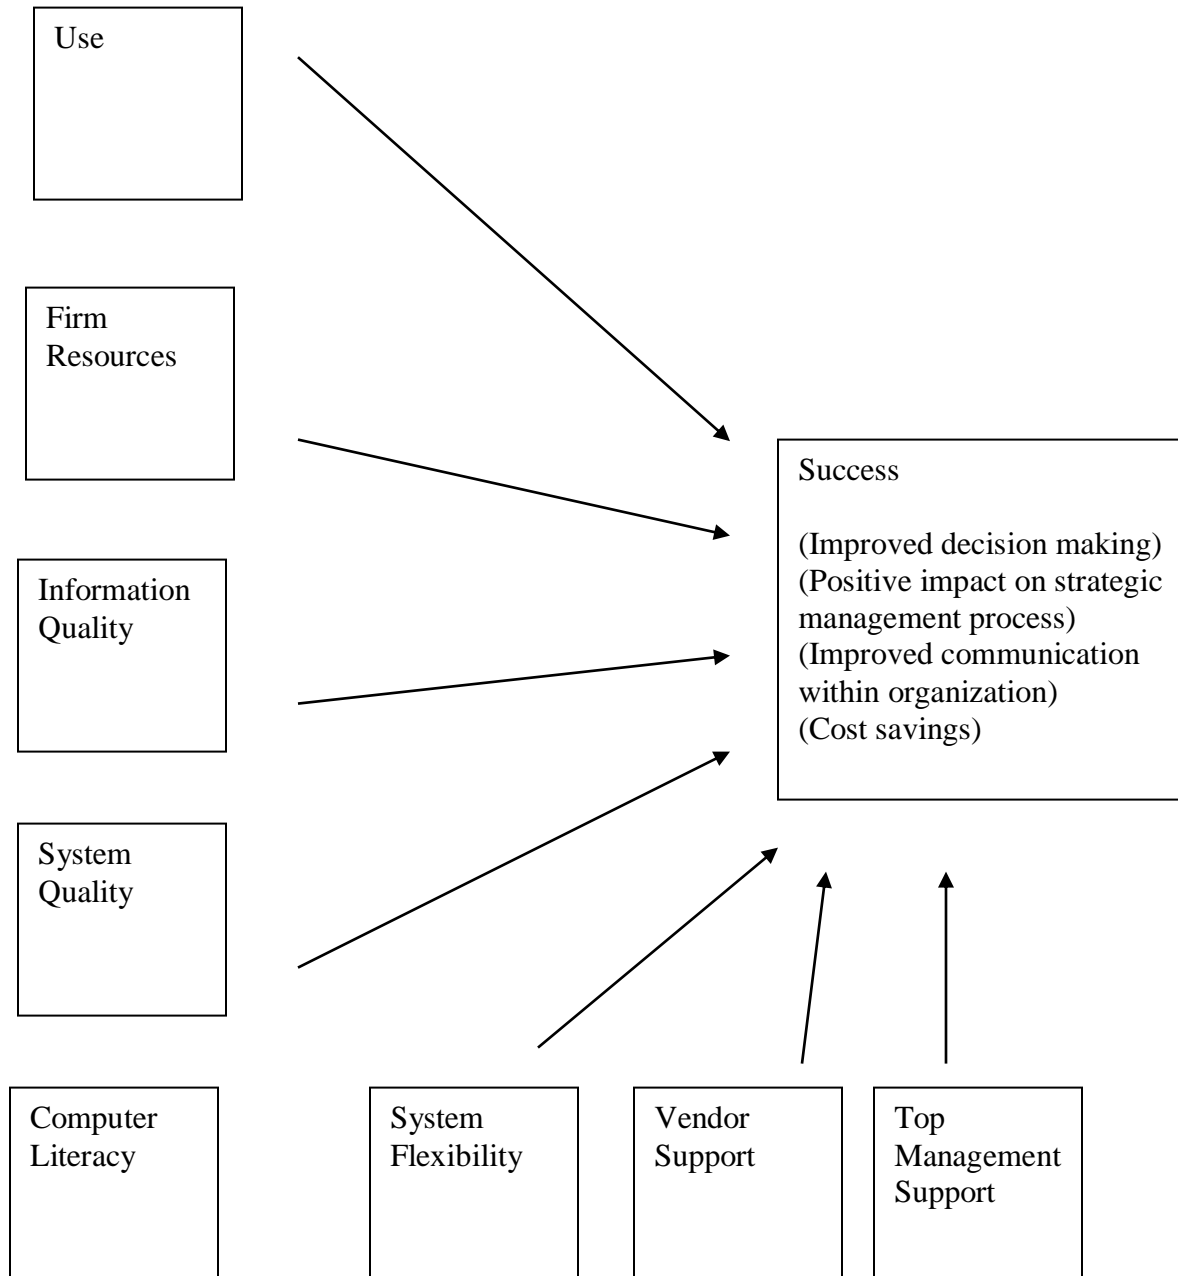 Use
Firm
Resources
Information
Quality
System
Quality
Success
(Improved decision making)
(Positive impact on strategic
management process)
(Improved communication
within organization)
(Cost savings)
Computer
Literacy
System
Flexibility
Vendor
Support
Top
Management
Support